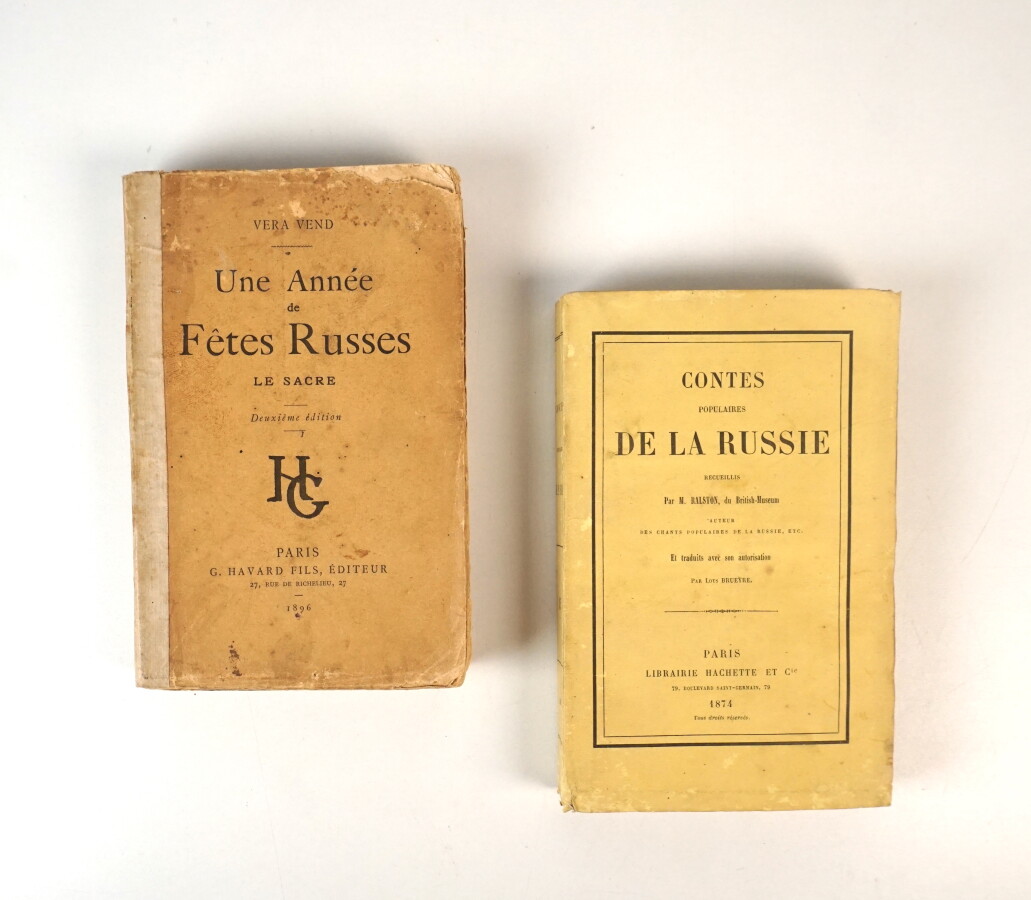 VERA VEND
Une Année
de
Fêtes Russes
LE SACRE
Deuxième édition
HG
PARIS
G. HAVARD FILS, ÉDITEUR
27, RUE DE RICHELIEU, 27
1896
CONTES
POPULAIRES
DE LA RUSSIE
RECUEILLIS
Par M. RALSTON, du British-Museum
AUTEUR
DES CHANTS POPULAIRES DE LA RUSSIE, ETC.
Et traduits avec son autorisation
PAR LOYS BRUEYRE.
PARIS
LIBRAIRIE HACHETTE ET Cie
79, BOULEVARD SAINT-GERMAIN, 79
1874
Tous droits réservés.